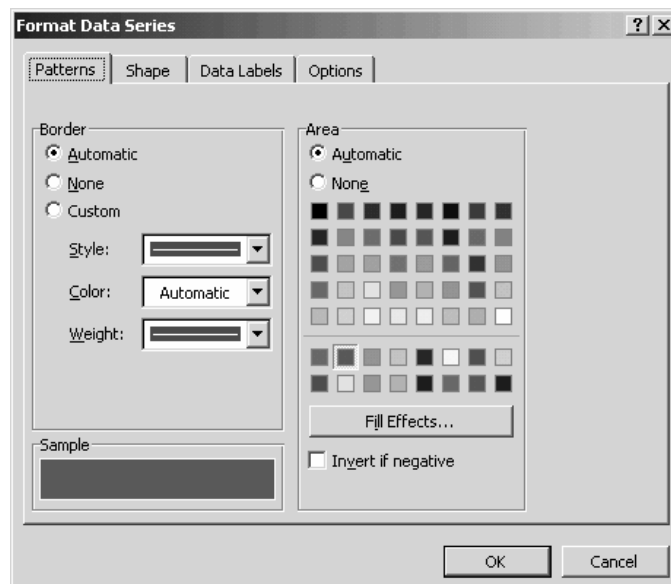 Format Data Series
Patterns Shape Data Labels Options
Border
Automatic
None
Custom
Style:
Color: Automatic
Weight:
Sample
Area
Automatic
None
Fill Effects...
Invert if negative
OK Cancel